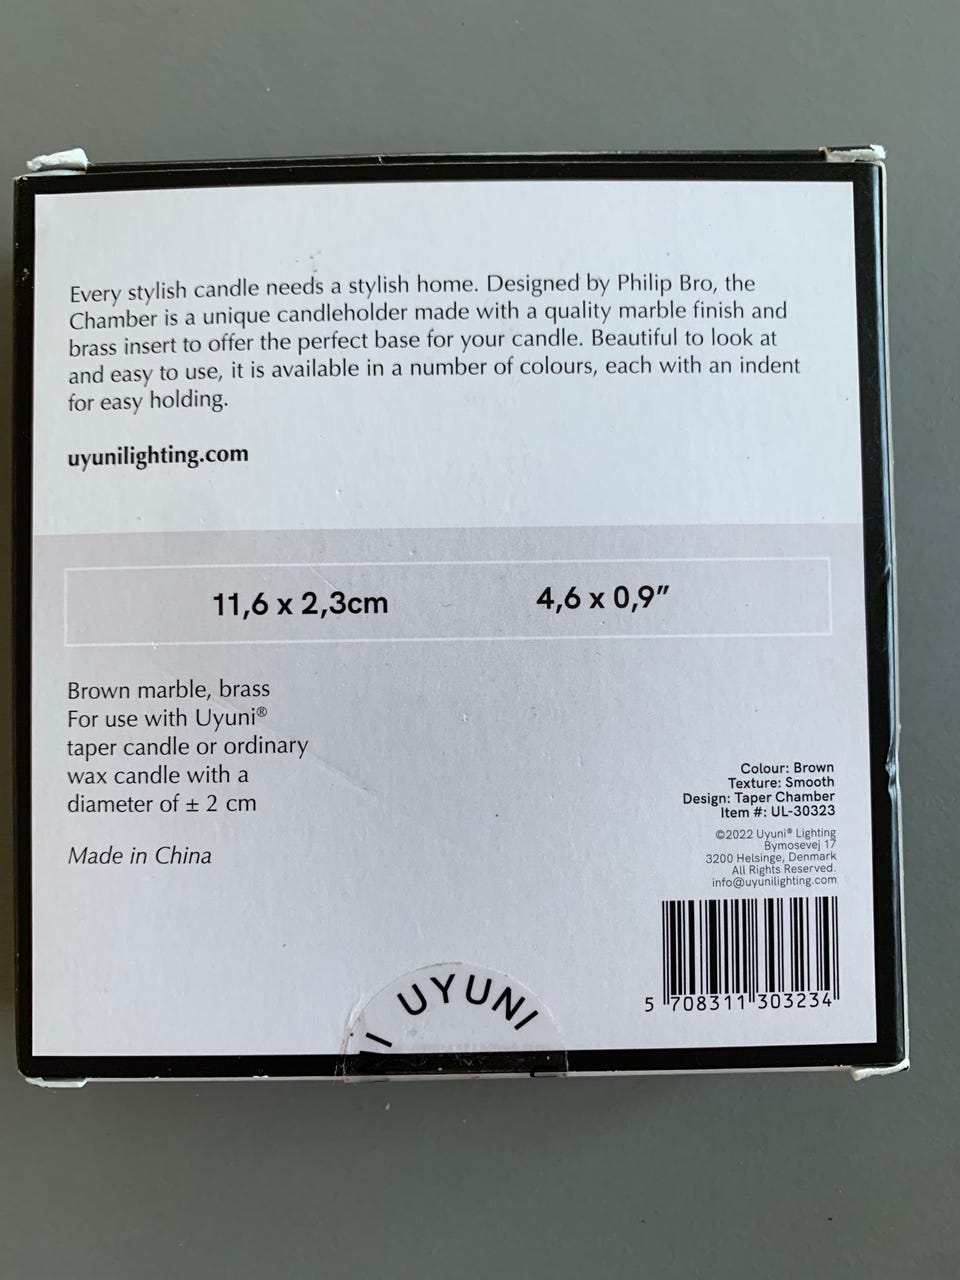 Every stylish candle needs a stylish home. Designed by Philip Bro, the
Chamber is a unique candleholder made with a quality marble finish and
brass insert to offer the perfect base for your candle. Beautiful to look at
and easy to use, it is available in a number of colours, each with an indent
for easy holding.
uyunilighting.com
11,6 x 2,3cm
4,6 x 0,9”
Brown marble, brass
For use with Uyuni®
taper candle or ordinary
wax candle with a
diameter of ± 2 cm
Made in China
Colour: Brown
Texture: Smooth
Design: Taper Chamber
Item #: UL-30323
©2022 Uyuni® Lighting
Bymosevej 17
3200 Helsinge, Denmark
All Rights Reserved.
info@uyunilighting.com
5 708311 303234
UYUNI